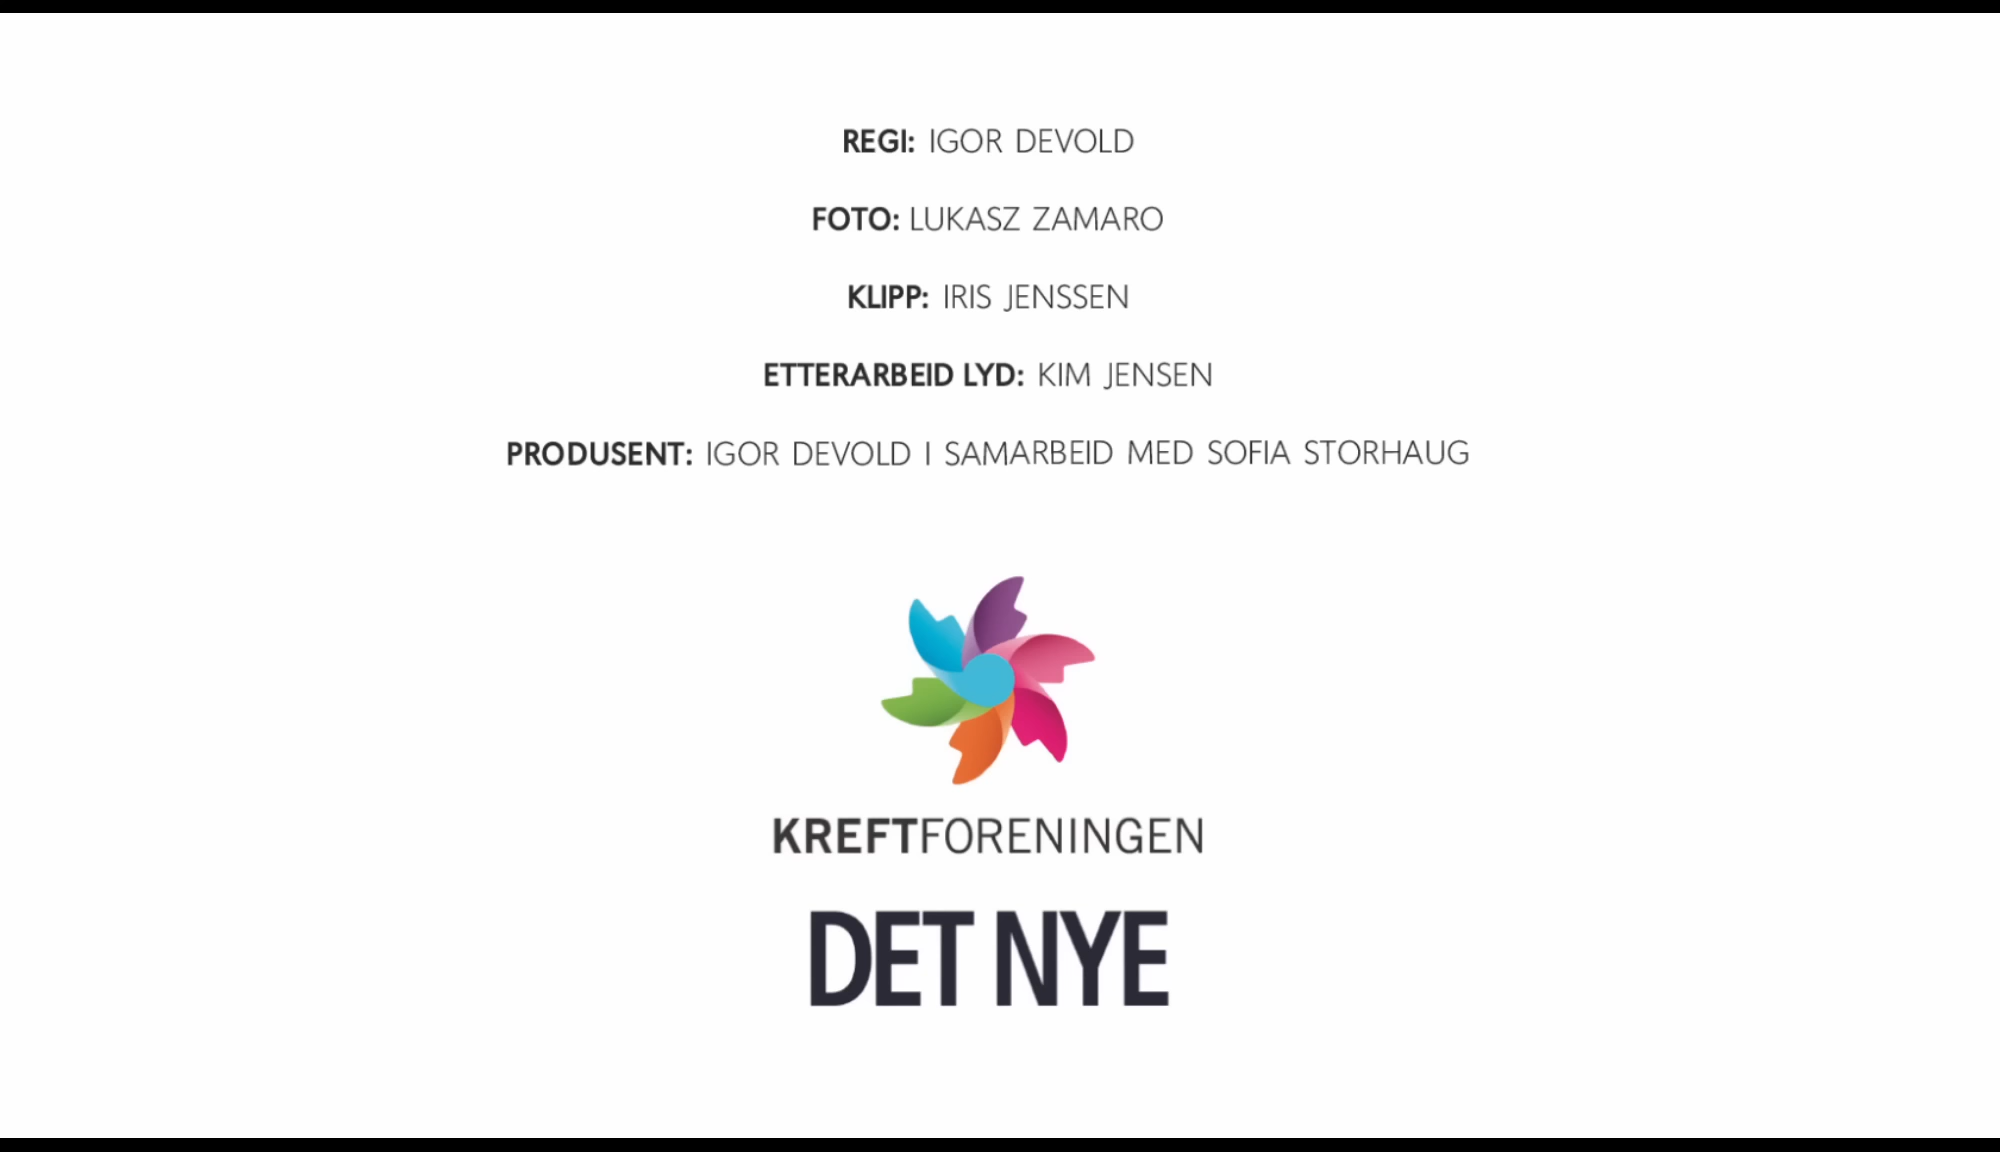 REGI: IGOR DEVOLD
FOTO: LUKASZ ZAMARO
KLIPP: IRIS JENSSEN
ETTERARBEID LYD: KIM JENSEN
PRODUSENT: IGOR DEVOLD I SAMARBEID MED SOFIA STORHAUG
KREFTFORENINGEN
DET NYE